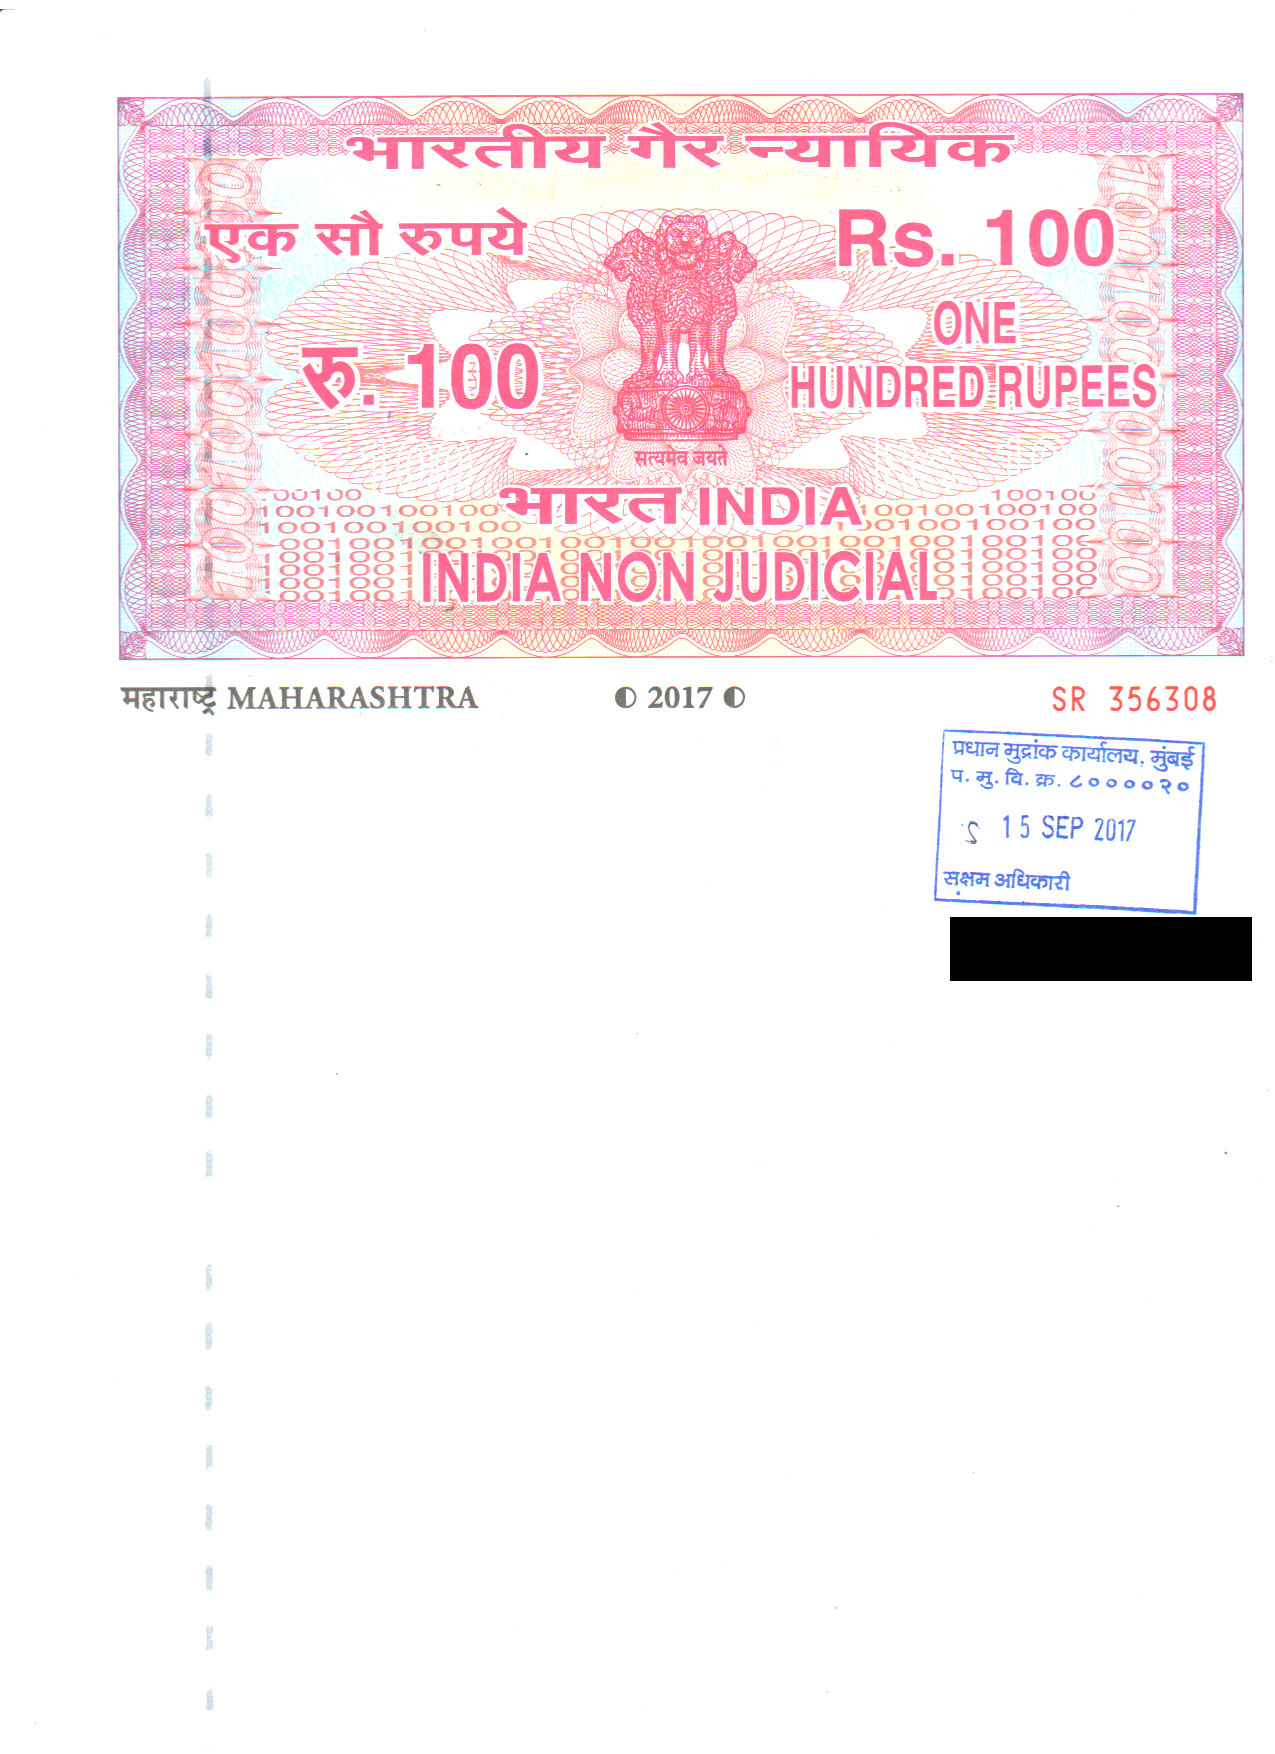 भारतीय गैर न्यायिक
एक सौ रुपये
Rs. 100
ONE
HUNDRED RUPEES
रु. 100
सत्यमेव जयते
भारत INDIA
INDIA NON JUDICIAL
महाराष्ट्र MAHARASHTRA
2017
SR 356308
प्रधान मुद्रांक कार्यालय, मुंबई
प. मु. वि. क्र. ८००००२०
15 SEP 2017
सक्षम अधिकारी